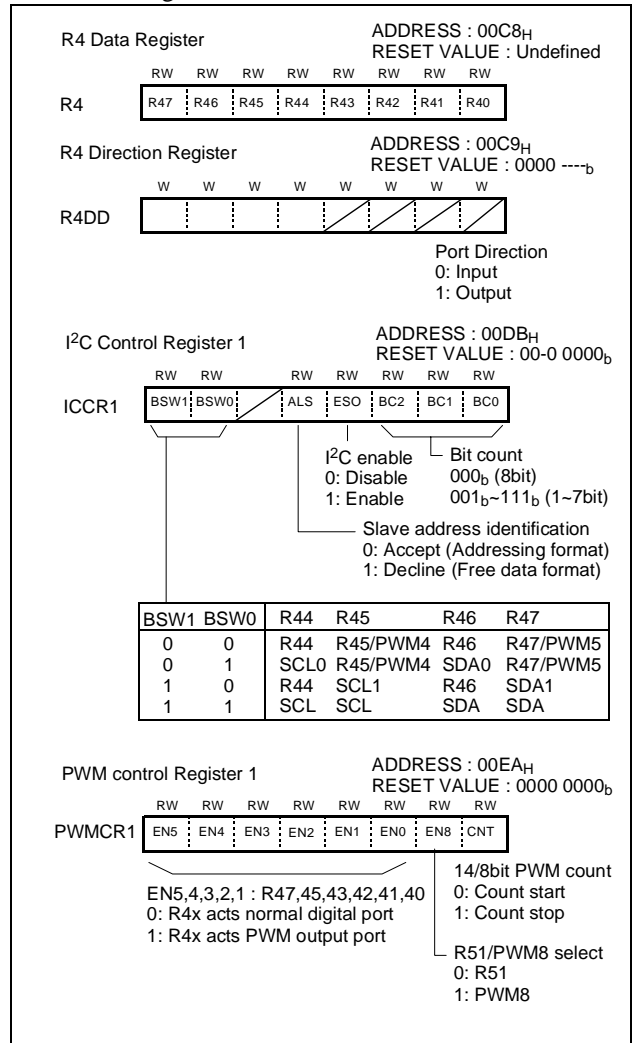 R4 Data Register
ADDRESS : 00C8H
RESET VALUE : Undefined
RW RW RW RW RW RW RW RW
R4 R47 R46 R45 R44 R43 R42 R41 R40
R4 Direction Register
ADDRESS : 00C9H
RESET VALUE : 0000 ----b
W W W W W W W W
R4DD
Port Direction
0: Input
1: Output
I2C Control Register 1
ADDRESS : 00DBH
RESET VALUE : 00-0 0000b
RW RW RW RW RW RW RW
ICCR1 BSW1 BSW0 ALS ESO BC2 BC1 BC0
I2C enable
0: Disable
1: Enable
Bit count
000b (8bit)
001b~111b (1~7bit)
Slave address identification
0: Accept (Addressing format)
1: Decline (Free data format)
BSW1 BSW0 R44 R45 R46 R47
0 0 R44 R45/PWM4 R46 R47/PWM5
0 1 SCL0 R45/PWM4 SDA0 R47/PWM5
1 0 R44 SCL1 R46 SDA1
1 1 SCL SCL SDA SDA
PWM control Register 1
ADDRESS : 00EAH
RESET VALUE : 0000 0000b
RW RW RW RW RW RW RW RW
PWMCR1 EN5 EN4 EN3 EN2 EN1 EN0 EN8 CNT
EN5,4,3,2,1 : R47,45,43,42,41,40
0: R4x acts normal digital port
1: R4x acts PWM output port
14/8bit PWM count
0: Count start
1: Count stop
R51/PWM8 select
0: R51
1: PWM8